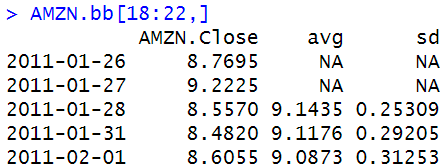 > AMZN.bb[18:22,]
AMZN.Close avg sd
2011-01-26 8.7695 NA NA
2011-01-27 9.2225 NA NA
2011-01-28 8.5570 9.1435 0.25309
2011-01-31 8.4820 9.1176 0.29205
2011-02-01 8.6055 9.0873 0.31253